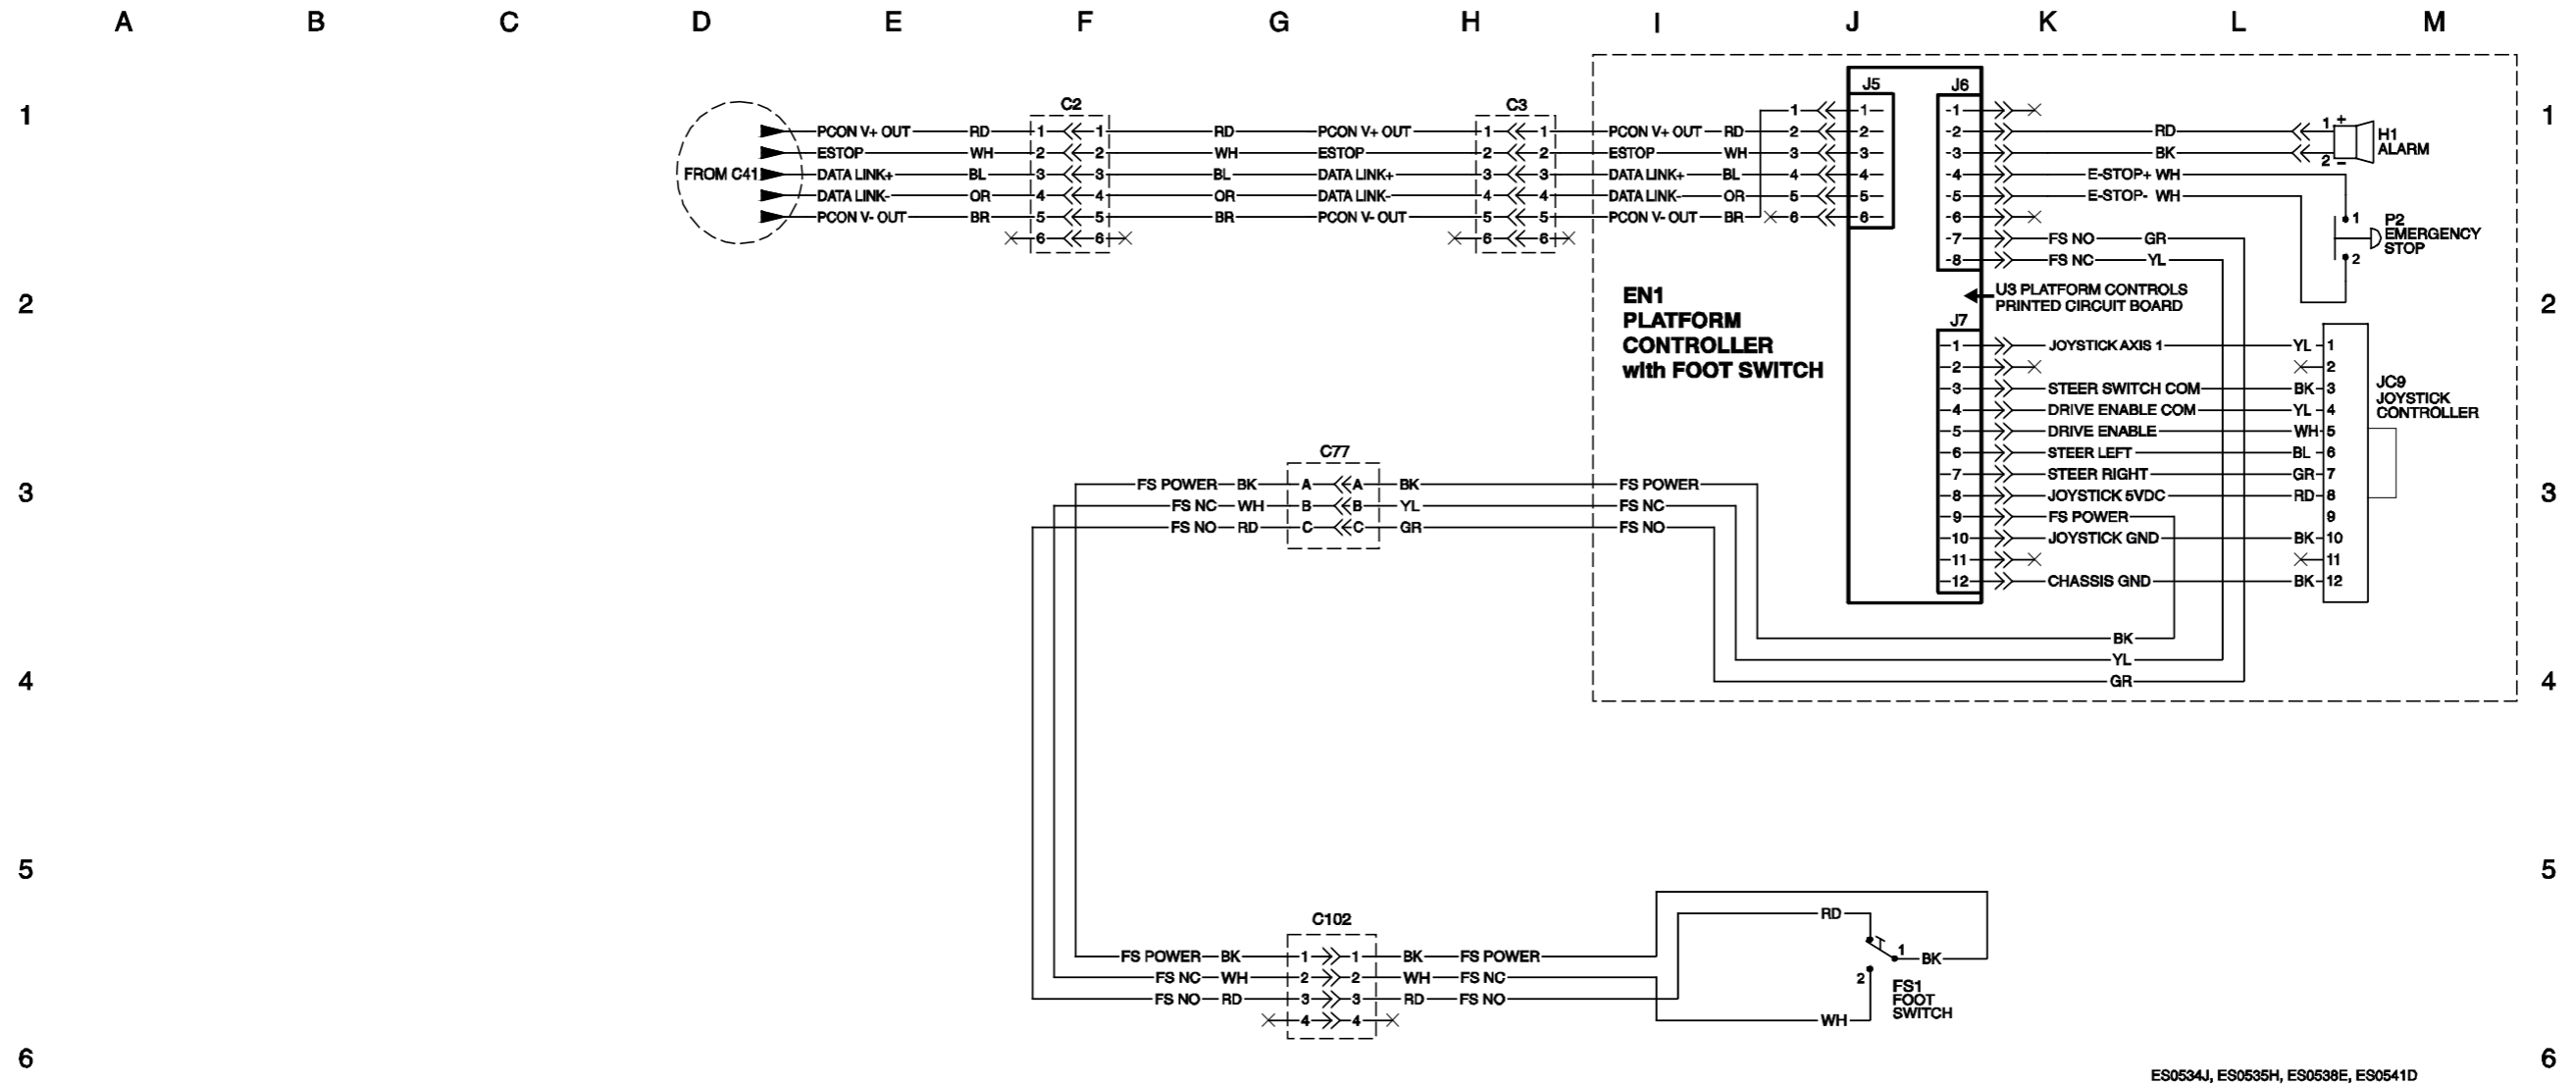 A B C D E F G H I J K L M
1 1
J5 J6
C2 C3
1 1 -1
PCON V+ OUT RD 1 1 RD PCON V+ OUT 1 1 PCON V+ OUT RD 2 2 -2 RD 1 + H1
ESTOP WH 2 2 WH ESTOP 2 2 ESTOP WH 3 3 -3 BK 2 - ALARM
FROM C41 DATA LINK+ BL 3 3 BL DATA LINK+ 3 3 DATA LINK+ BL 4 4 -4 E-STOP+ WH
DATA LINK- OR 4 4 OR DATA LINK- 4 4 DATA LINK- OR 5 5 -5 E-STOP- WH
PCON V- OUT BR 5 5 BR PCON V- OUT 5 5 PCON V- OUT BR 6 6 -6 1 P2
6 6 6 6 -7 FS NO GR EMERGENCY
STOP
-8 FS NC YL 2
2 2
EN1
PLATFORM
CONTROLLER
with FOOT SWITCH
U3 PLATFORM CONTROLS
PRINTED CIRCUIT BOARD
J7
1 JOYSTICK AXIS 1 YL 1
2 2
3 STEER SWITCH COM BK 3
4 DRIVE ENABLE COM YL 4
5 DRIVE ENABLE WH 5
6 STEER LEFT BL 6
7 STEER RIGHT GR 7
8 JOYSTICK 5VDC RD 8
9 FS POWER 9
10 JOYSTICK GND BK 10
11 11
12 CHASSIS GND BK 12
JC9
JOYSTICK
CONTROLLER
3 3
C77
FS POWER BK A A BK FS POWER
FS NC WH B B YL FS NC
FS NO RD C C GR FS NO
BK
YL
GR
4 4
5 5
C102
RD
FS POWER BK 1 1 BK FS POWER 1 BK
FS NC WH 2 2 WH FS NC 2
FS NO RD 3 3 RD FS NO
4 4 WH
FS1
FOOT
SWITCH
6 6
ES0534J, ES0535H, ES0538E, ES0541D